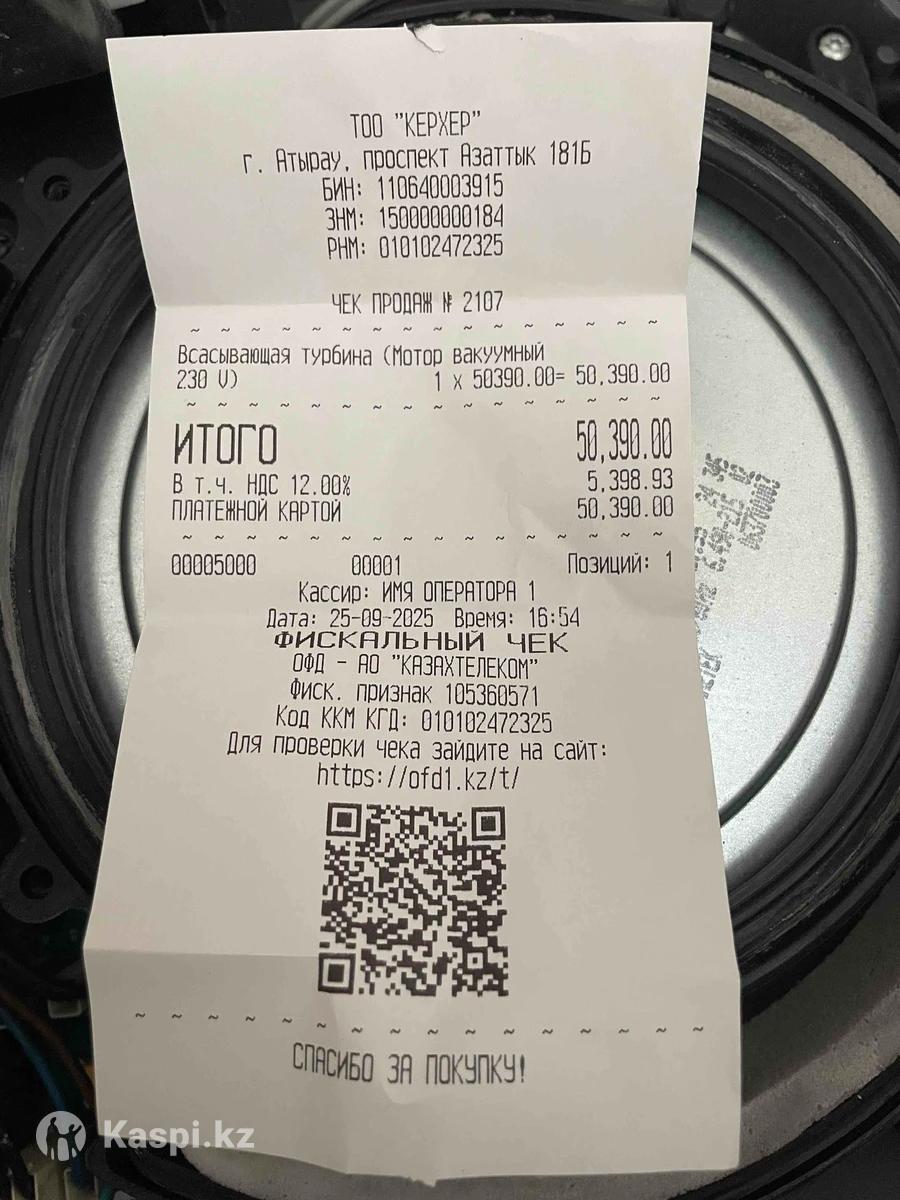 ТОО "КЕРХЕР"
г. Атырау, проспект Азаттык 181Б
БИН: 110640003915
ЗНМ: 150000000184
РНМ: 010102472325
ЧЕК ПРОДАЖ № 2107
~ ~ ~ ~ ~ ~ ~ ~ ~ ~ ~ ~ ~ ~ ~ ~
Всасывающая турбина (Мотор вакуумный
230 V) 1 x 50390.00= 50,390.00
~ ~ ~ ~ ~ ~ ~ ~ ~ ~ ~ ~ ~ ~ ~ ~
ИТОГО 50,390.00
В т.ч. НДС 12.00% 5,398.93
ПЛАТЕЖНОЙ КАРТОЙ 50,390.00
~ ~ ~ ~ ~ ~ ~ ~ ~ ~ ~ ~ ~ ~ ~ ~
00005000 00001 Позиций: 1
Кассир: ИМЯ ОПЕРАТОРА 1
Дата: 25-09-2025 Время: 16:54
ФИСКАЛЬНЫЙ ЧЕК
ОФД - АО "КАЗАХТЕЛЕКОМ"
Фиск. признак 105360571
Код ККМ КГД: 010102472325
Для проверки чека зайдите на сайт:
https://ofd1.kz/t/
~ ~ ~ ~ ~ ~ ~ ~ ~ ~ ~ ~ ~ ~ ~ ~
СПАСИБО ЗА ПОКУПКУ!
Kaspi.kz